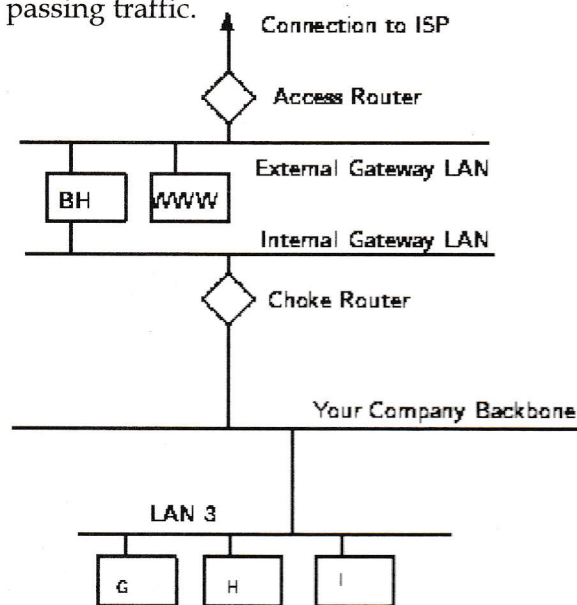 passing traffic.
Connection to ISP
Access Router
External Gateway LAN
BH
WWW
Internal Gateway LAN
Choke Router
Your Company Backbone
LAN 3
G
H
I